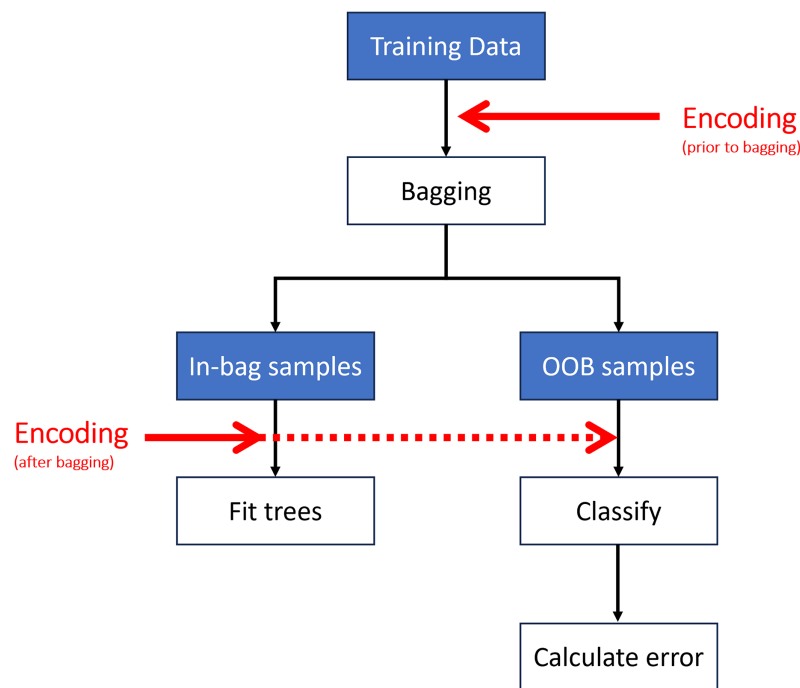 Training Data
Encoding
(prior to bagging)
Bagging
In-bag samples
OOB samples
Encoding
(after bagging)
Fit trees
Classify
Calculate error